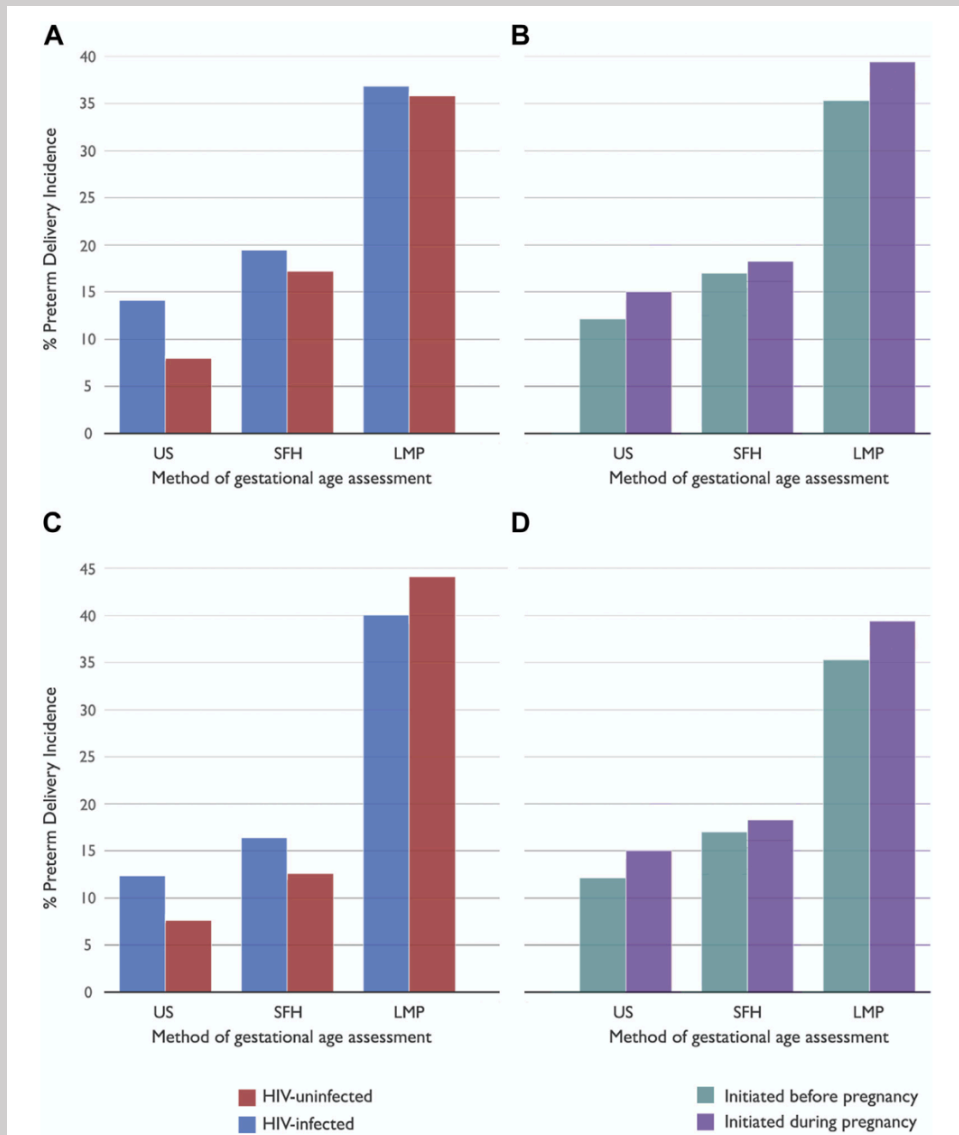 A
B
% Preterm Delivery Incidence
40
35
30
25
20
15
10
5
0
US SFH LMP
Method of gestational age assessment
US SFH LMP
Method of gestational age assessment
C
D
% Preterm Delivery Incidence
45
40
35
30
25
20
15
10
5
0
US SFH LMP
Method of gestational age assessment
US SFH LMP
Method of gestational age assessment
HIV-uninfected
HIV-infected
Initiated before pregnancy
Initiated during pregnancy